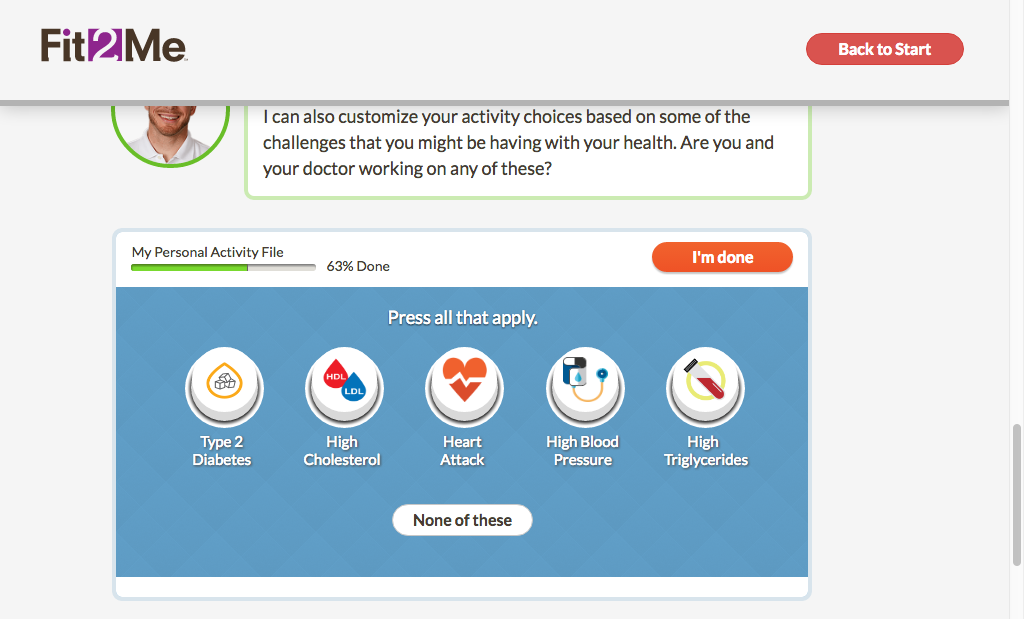 Fit2Me
Back to Start
I can also customize your activity choices based on some of the
challenges that you might be having with your health. Are you and
your doctor working on any of these?
My Personal Activity File
63% Done
I'm done
Press all that apply.
HDL
LDL
Type 2
Diabetes
High
Cholesterol
Heart
Attack
High Blood
Pressure
High
Triglycerides
None of these